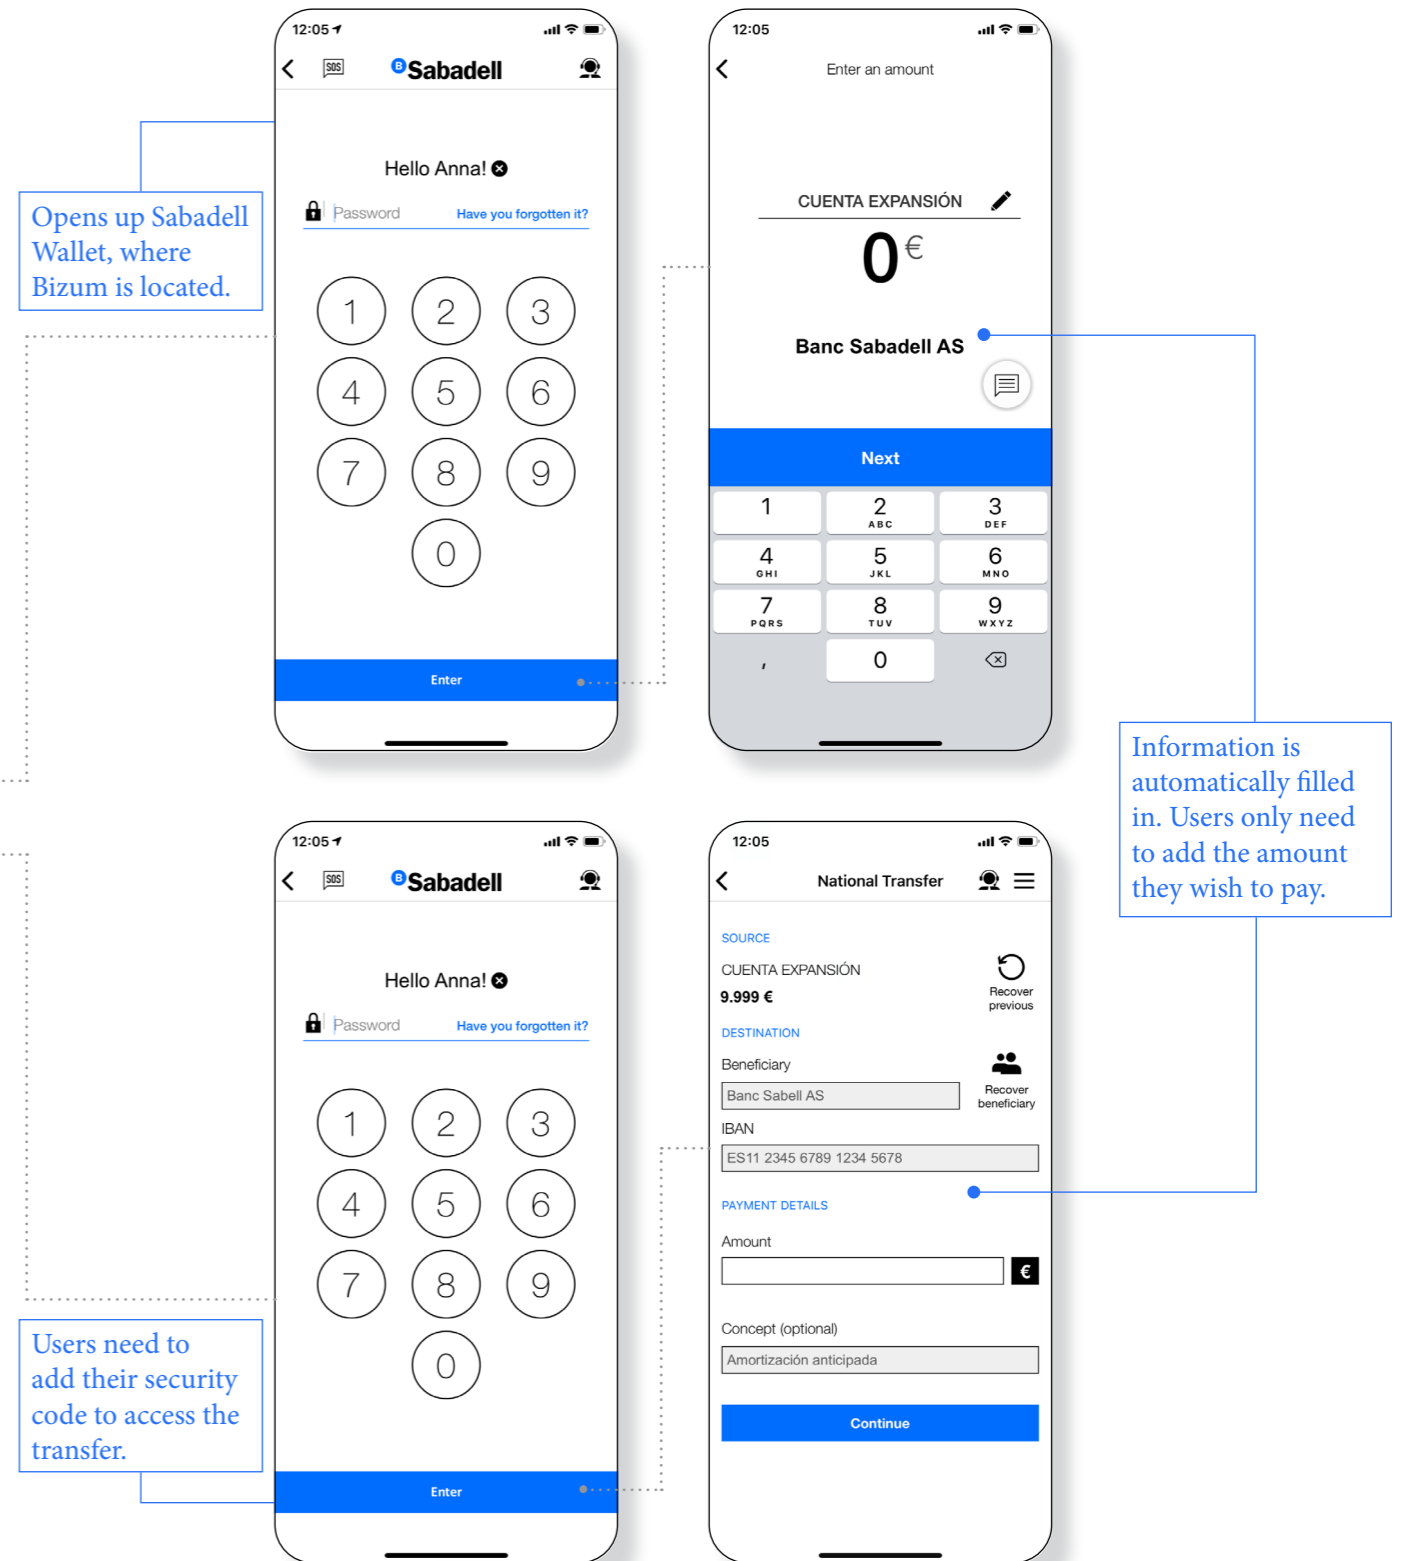 12:05
SOS
B Sabadell
Hello Anna!
Password
Have you forgotten it?
1 2 3
4 5 6
7 8 9
0
Enter
Opens up Sabadell
Wallet, where
Bizum is located.
12:05
Enter an amount
CUENTA EXPANSIÓN
0 €
Banc Sabadell AS
Next
1 2 3
ABC DEF
4 5 6
GHI JKL MNO
7 8 9
PQRS TUV WXYZ
, 0
Information is
automatically filled
in. Users only need
to add the amount
they wish to pay.
12:05
SOS
B Sabadell
Hello Anna!
Password
Have you forgotten it?
1 2 3
4 5 6
7 8 9
0
Enter
Users need to
add their security
code to access the
transfer.
12:05
National Transfer
SOURCE
CUENTA EXPANSIÓN
9.999 €
Recover
previous
DESTINATION
Beneficiary
Banc Sabell AS
Recover
beneficiary
IBAN
ES11 2345 6789 1234 5678
PAYMENT DETAILS
Amount
€
Concept (optional)
Amortización anticipada
Continue